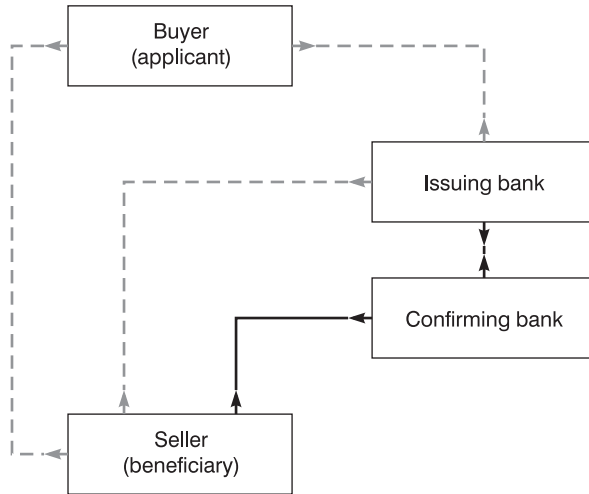 Buyer
(applicant)
Issuing bank
Confirming bank
Seller
(beneficiary)